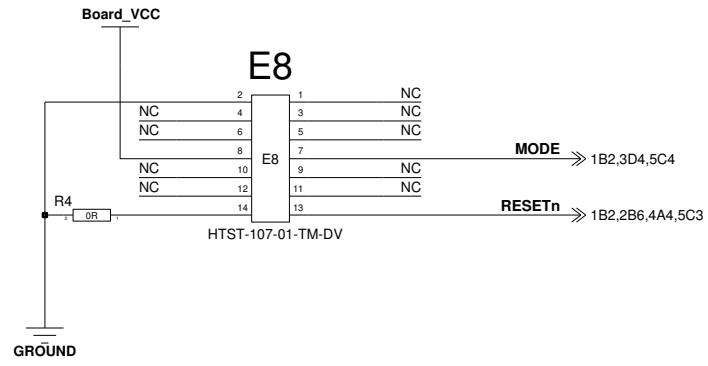 Board_VCC
E8
2 1 NC
NC 4 3 NC
NC 6 5 NC
8 E8 7 MODE 1B2,3D4,5C4
NC 10 9 NC
NC 12 11 NC
R4 2 0R 1 14 13 RESETn 1B2,2B6,4A4,5C3
HTST-107-01-TM-DV
GROUND